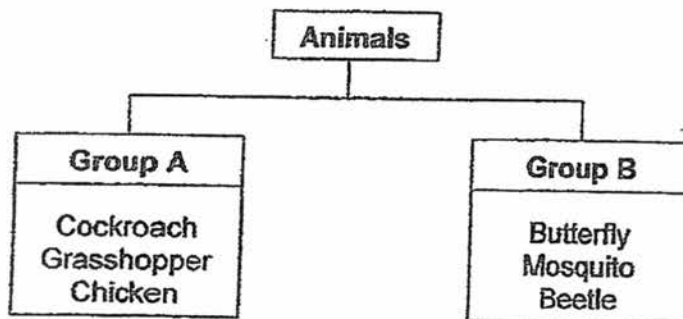 Animals
Group A
Cockroach
Grasshopper
Chicken
Group B
Butterfly
Mosquito
Beetle